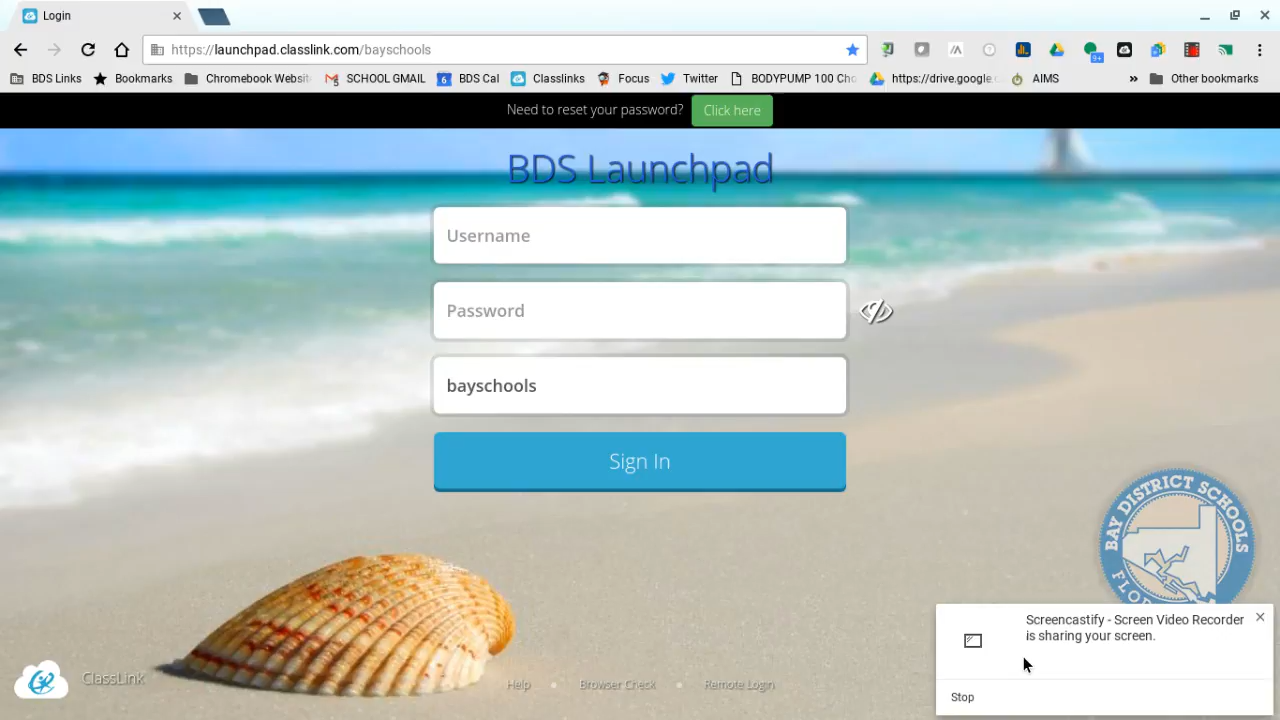 Login
https://launchpad.classlink.com/bayschools
9+
BDS Links
Bookmarks
Chromebook Websit
SCHOOL GMAIL
6
BDS Cal
Classlinks
Focus
Twitter
BODYPUMP 100 Cho
https://drive.google.c
AIMS
»
Other bookmarks
Need to reset your password?
Click here
BDS Launchpad
Username
Password
bayschools
Sign In
BAY DISTRICT SCHOOLS
Screencastify - Screen Video Recorder
is sharing your screen.
Stop
ClassLink
Help
Browser Check
Remote Login